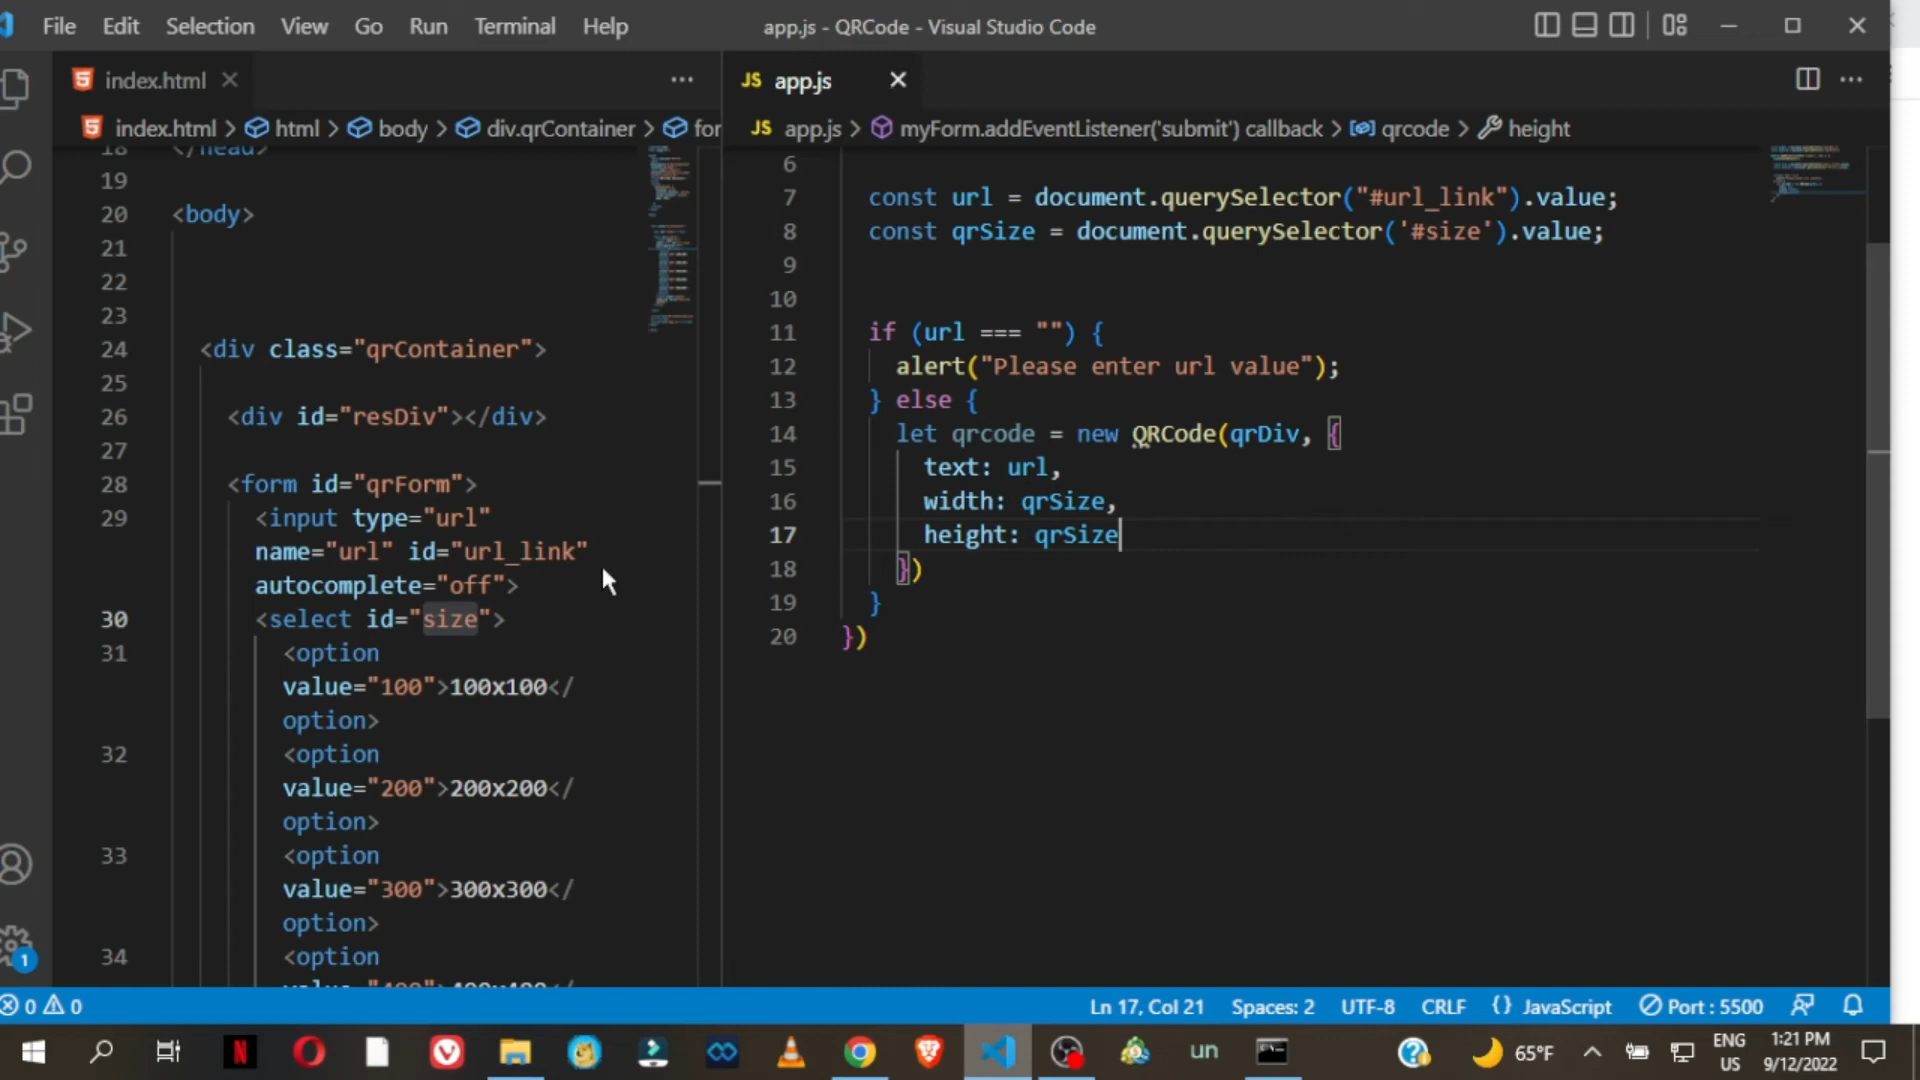 File Edit Selection View Go Run Terminal Help app.js - QRCode - Visual Studio Code
index.html
index.html > html > body > div.qrContainer > for
18 </head>
19
20 <body>
21
22
23
24 <div class="qrContainer">
25
26 <div id="resDiv"></div>
27
28 <form id="qrForm">
29 <input type="url"
name="url" id="url_link"
autocomplete="off">
30 <select id="size">
31 <option
value="100">100x100</
option>
32 <option
value="200">200x200</
option>
33 <option
value="300">300x300</
option>
34 <option
value="400">400x400</
JS app.js
JS app.js > myForm.addEventListener('submit') callback > qrcode > height
6
7 const url = document.querySelector("#url_link").value;
8 const qrSize = document.querySelector('#size').value;
9
10
11 if (url === "") {
12 alert("Please enter url value");
13 } else {
14 let qrcode = new QRCode(qrDiv, {
15 text: url,
16 width: qrSize,
17 height: qrSize
18 })
19 }
20 })
1
0 0 Ln 17, Col 21 Spaces: 2 UTF-8 CRLF {} JavaScript Port : 5500
N un 65°F ENG 1:21 PM
US 9/12/2022